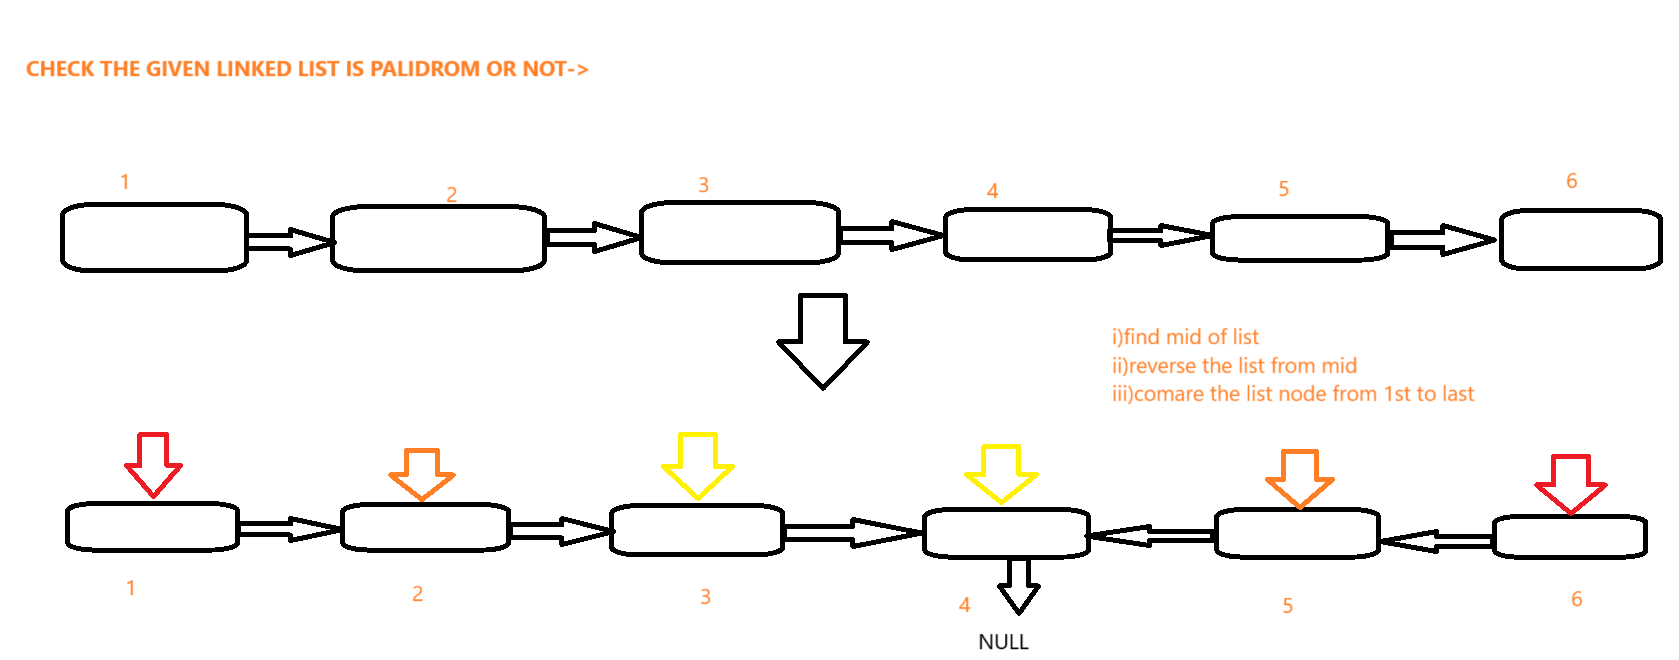 CHECK THE GIVEN LINKED LIST IS PALIDROM OR NOT->
1 2 3 4 5 6
i)find mid of list
ii)reverse the list from mid
iii)comare the list node from 1st to last
1 2 3 4 5 6
NULL